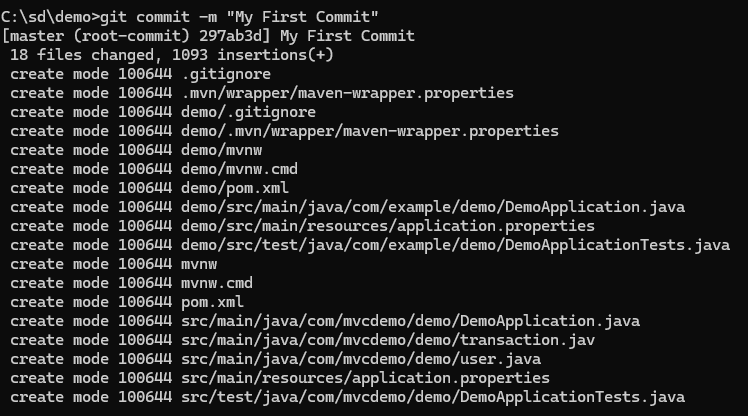 C:\sd\demo>git commit -m "My First Commit"
[master (root-commit) 297ab3d] My First Commit
 18 files changed, 1093 insertions(+)
 create mode 100644 .gitignore
 create mode 100644 .mvn/wrapper/maven-wrapper.properties
 create mode 100644 demo/.gitignore
 create mode 100644 demo/.mvn/wrapper/maven-wrapper.properties
 create mode 100644 demo/mvnw
 create mode 100644 demo/mvnw.cmd
 create mode 100644 demo/pom.xml
 create mode 100644 demo/src/main/java/com/example/demo/DemoApplication.java
 create mode 100644 demo/src/main/resources/application.properties
 create mode 100644 demo/src/test/java/com/example/demo/DemoApplicationTests.java
 create mode 100644 mvnw
 create mode 100644 mvnw.cmd
 create mode 100644 pom.xml
 create mode 100644 src/main/java/com/mvcdemo/demo/DemoApplication.java
 create mode 100644 src/main/java/com/mvcdemo/demo/transaction.jav
 create mode 100644 src/main/java/com/mvcdemo/demo/user.java
 create mode 100644 src/main/resources/application.properties
 create mode 100644 src/test/java/com/mvcdemo/demo/DemoApplicationTests.java